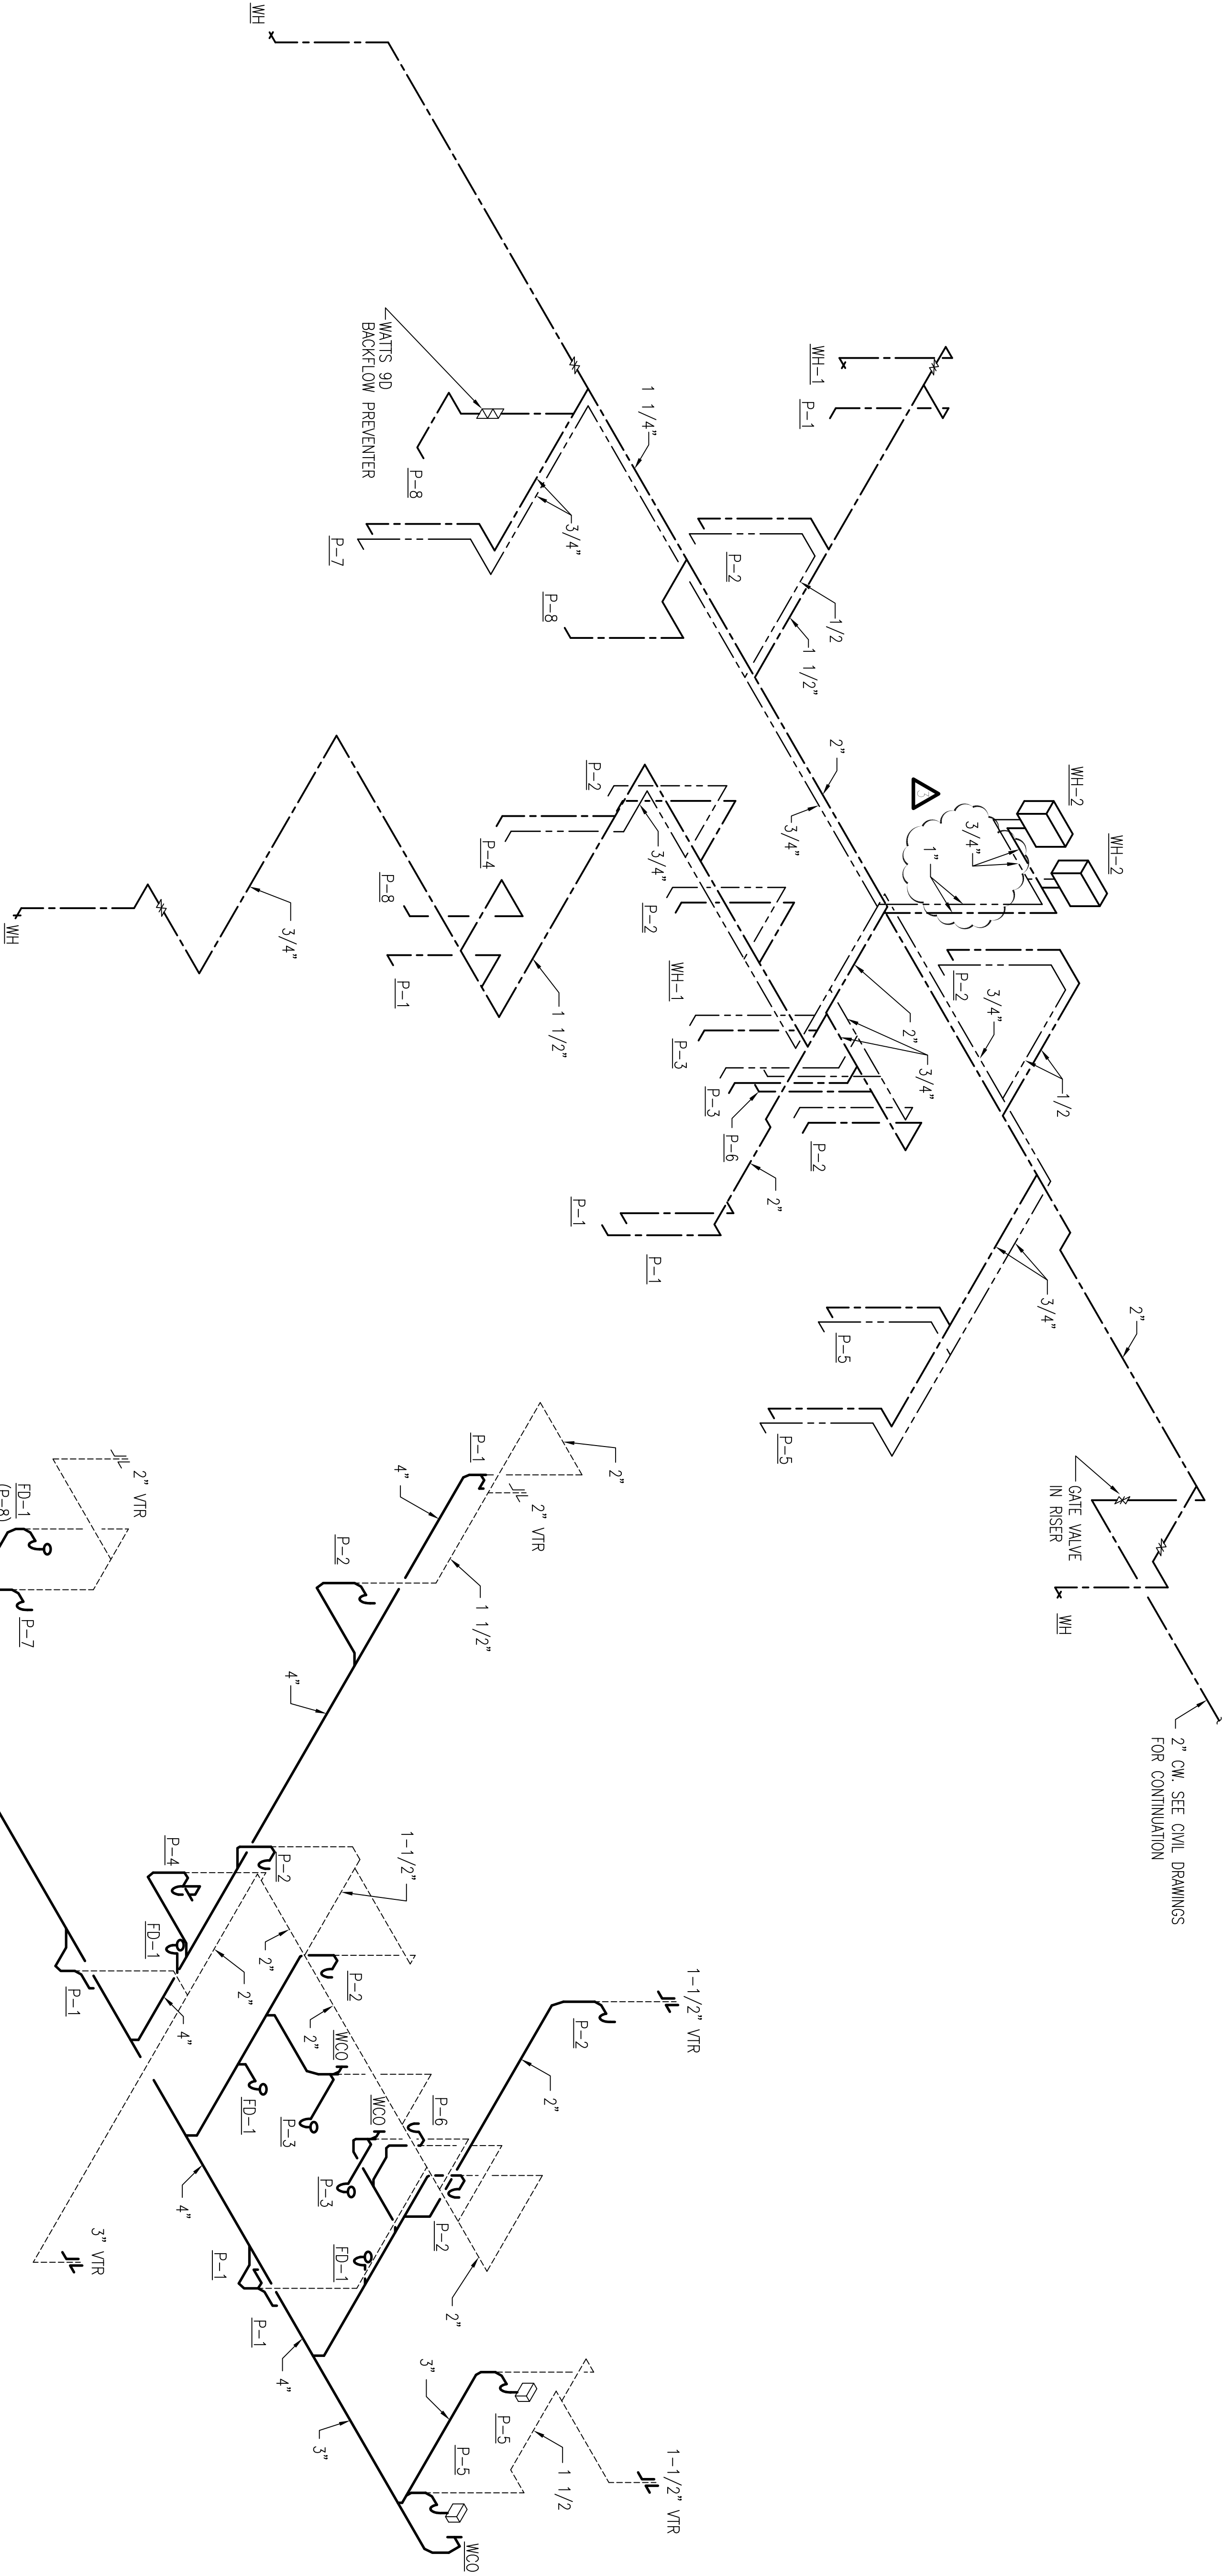 WH
WATTS 9D
BACKFLOW PREVENTER
P-8
3/4"
P-7
1 1/4"
WH-1
P-1
P-2
P-8
1/2
1 1/2"
2"
3/4"
3
WH-2
WH-2
3/4"
1"
P-2
3/4"
P-4
P-8
P-1
3/4"
WH
1 1/2"
P-2
WH-1
P-3
2"
3/4"
P-3
P-6
P-2
2"
P-1
P-1
P-2
3/4"
1/2
3/4"
P-5
P-5
2"
GATE VALVE
IN RISER
WH
2" CW. SEE CIVIL DRAWINGS
FOR CONTINUATION
2" VTR
FD-1
(P-8)
P-7
P-1
4"
2"
2" VTR
P-2
1 1/2"
4"
P-4
P-2
FD-1
P-1
4"
2"
1-1/2"
2"
P-2
2"
WCO
FD-1
P-3
4"
3" VTR
1-1/2" VTR
P-2
2"
P-6
WCO
P-3
P-2
FD-1
2"
P-1
P-1
4"
3"
3"
P-5
P-5
1 1/2
1-1/2" VTR
WCO